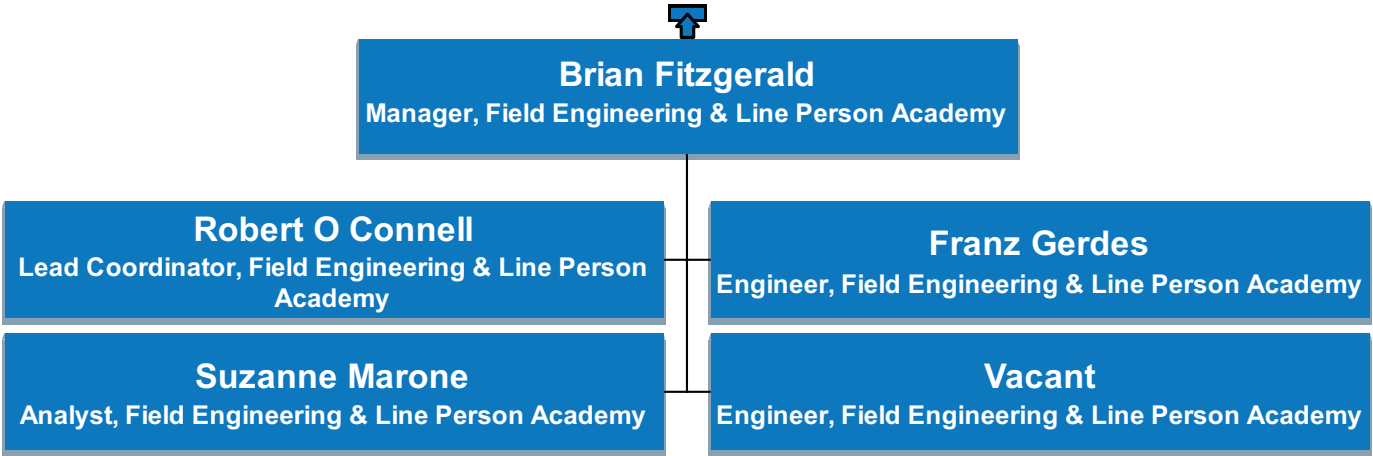 Brian Fitzgerald
Manager, Field Engineering & Line Person Academy
Robert O Connell
Lead Coordinator, Field Engineering & Line Person
Academy
Franz Gerdes
Engineer, Field Engineering & Line Person Academy
Suzanne Marone
Analyst, Field Engineering & Line Person Academy
Vacant
Engineer, Field Engineering & Line Person Academy